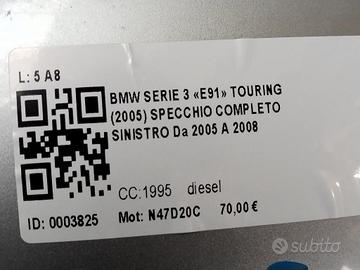 L: 5 A8
BMW SERIE 3 «E91» TOURING
(2005) SPECCHIO COMPLETO
SINISTRO Da 2005 A 2008
CC:1995 diesel
ID: 0003825 Mot: N47D20C 70,00 €
subito